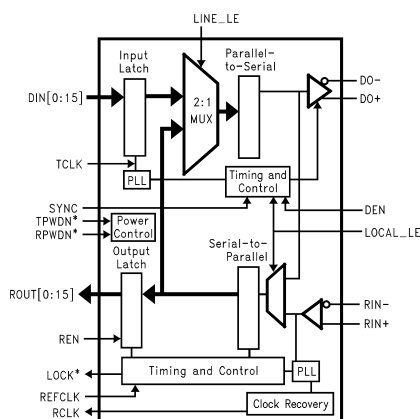 LINE_LE
Input
Latch
Parallel-
to-Serial
DO-
DO+
DIN[0:15]
2:1
MUX
TCLK
PLL
Timing and
Control
SYNC
DEN
TPWDN*
RPWDN*
Power
Control
LOCAL_LE
Output
Latch
Serial-to-
Parallel
ROUT[0:15]
RIN-
RIN+
REN
LOCK*
Timing and Control
PLL
REFCLK
RCLK
Clock Recovery